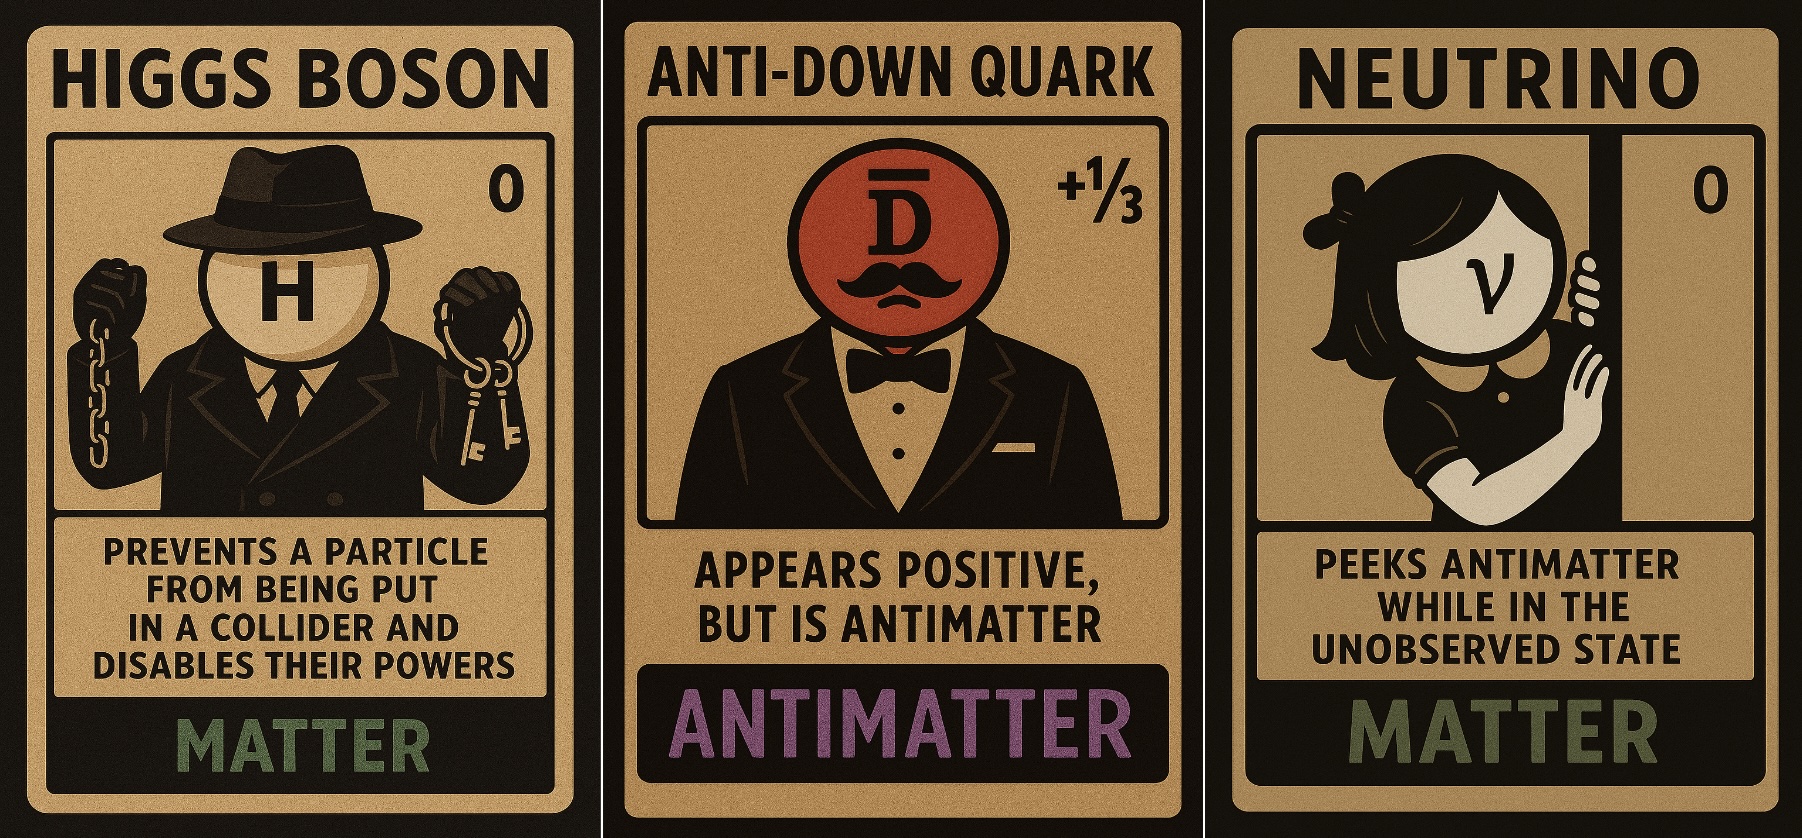 HIGGS BOSON
0
H
PREVENTS A PARTICLE
FROM BEING PUT
IN A COLLIDER AND
DISABLES THEIR POWERS
MATTER
ANTI-DOWN QUARK
+⅓
D̅
APPEARS POSITIVE,
BUT IS ANTIMATTER
ANTIMATTER
NEUTRINO
0
ν
PEEKS ANTIMATTER
WHILE IN THE
UNOBSERVED STATE
MATTER